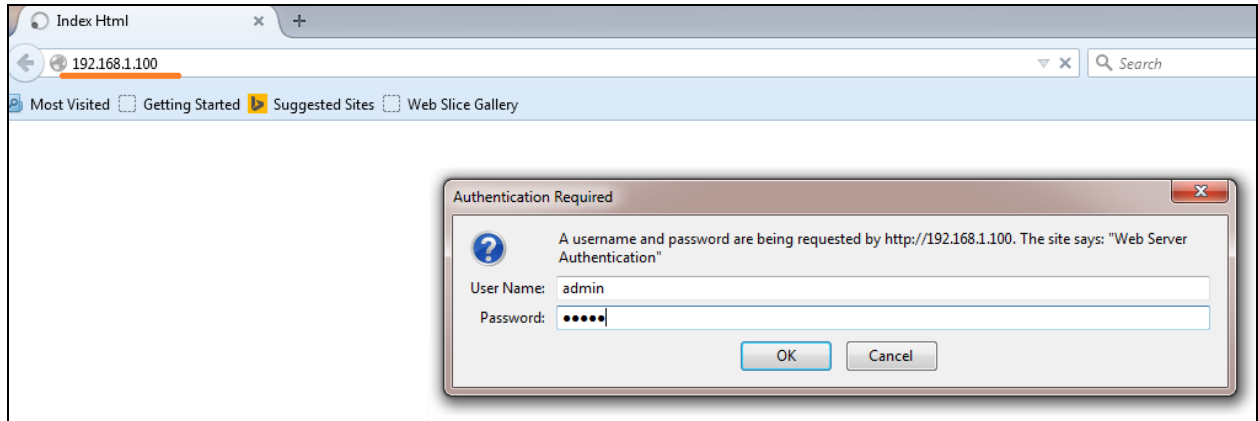 Index Html
192.168.1.100
Search
Most Visited Getting Started Suggested Sites Web Slice Gallery
Authentication Required
A username and password are being requested by http://192.168.1.100. The site says: "Web Server
Authentication"
User Name: admin
Password: •••••
OK Cancel